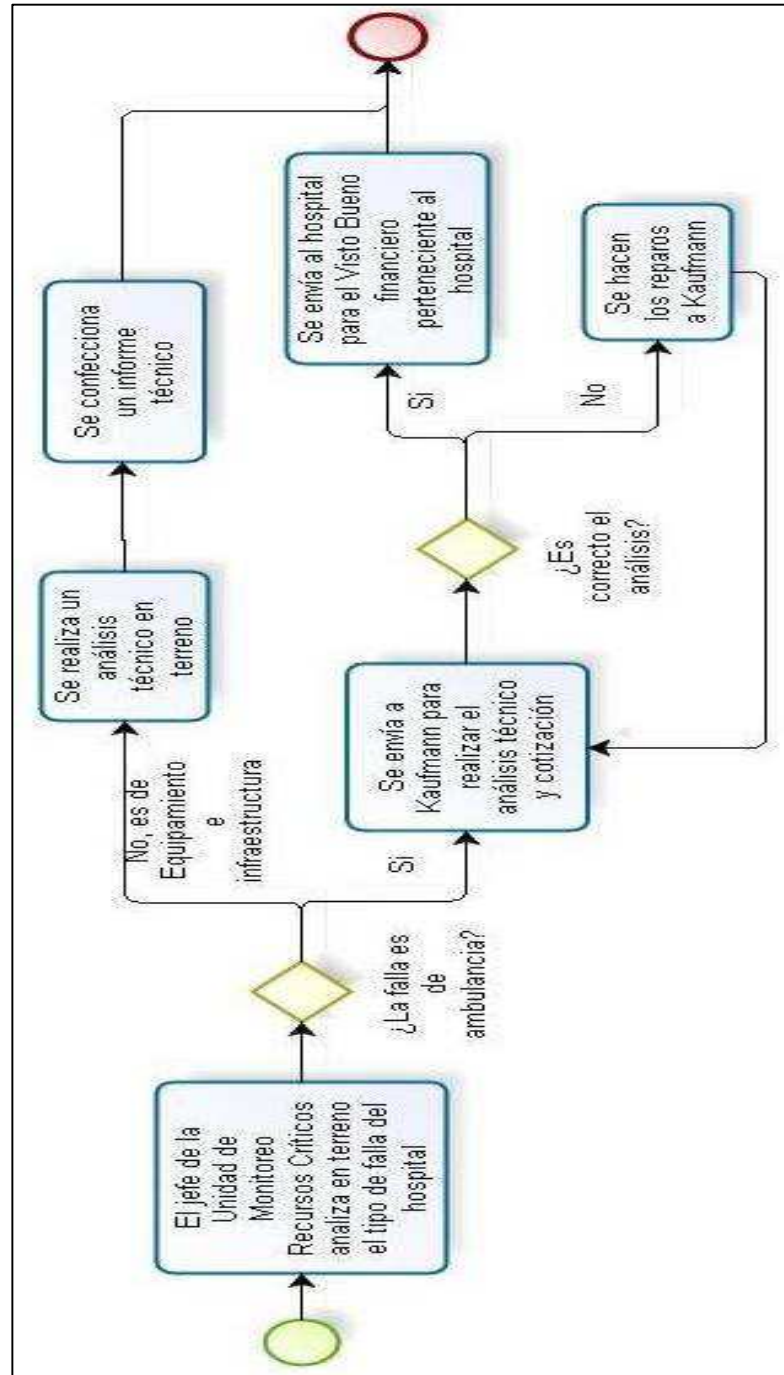 El jefe de la
Unidad de
Monitoreo
Recursos Críticos
analiza en terreno
el tipo de falla del
hospital
¿La falla es
de
ambulancia?
No, es de
Equipamiento
e
infraestructura
Se realiza un
análisis
técnico en
terreno
Se confecciona
un informe
técnico
Si
Se envía a
Kaufmann para
realizar el
análisis técnico
y cotización
¿Es
correcto el
análisis?
Si
Se envía al hospital
para el Visto Bueno
financiero
perteneciente al
hospital
No
Se hacen
los reparos
a Kaufmann